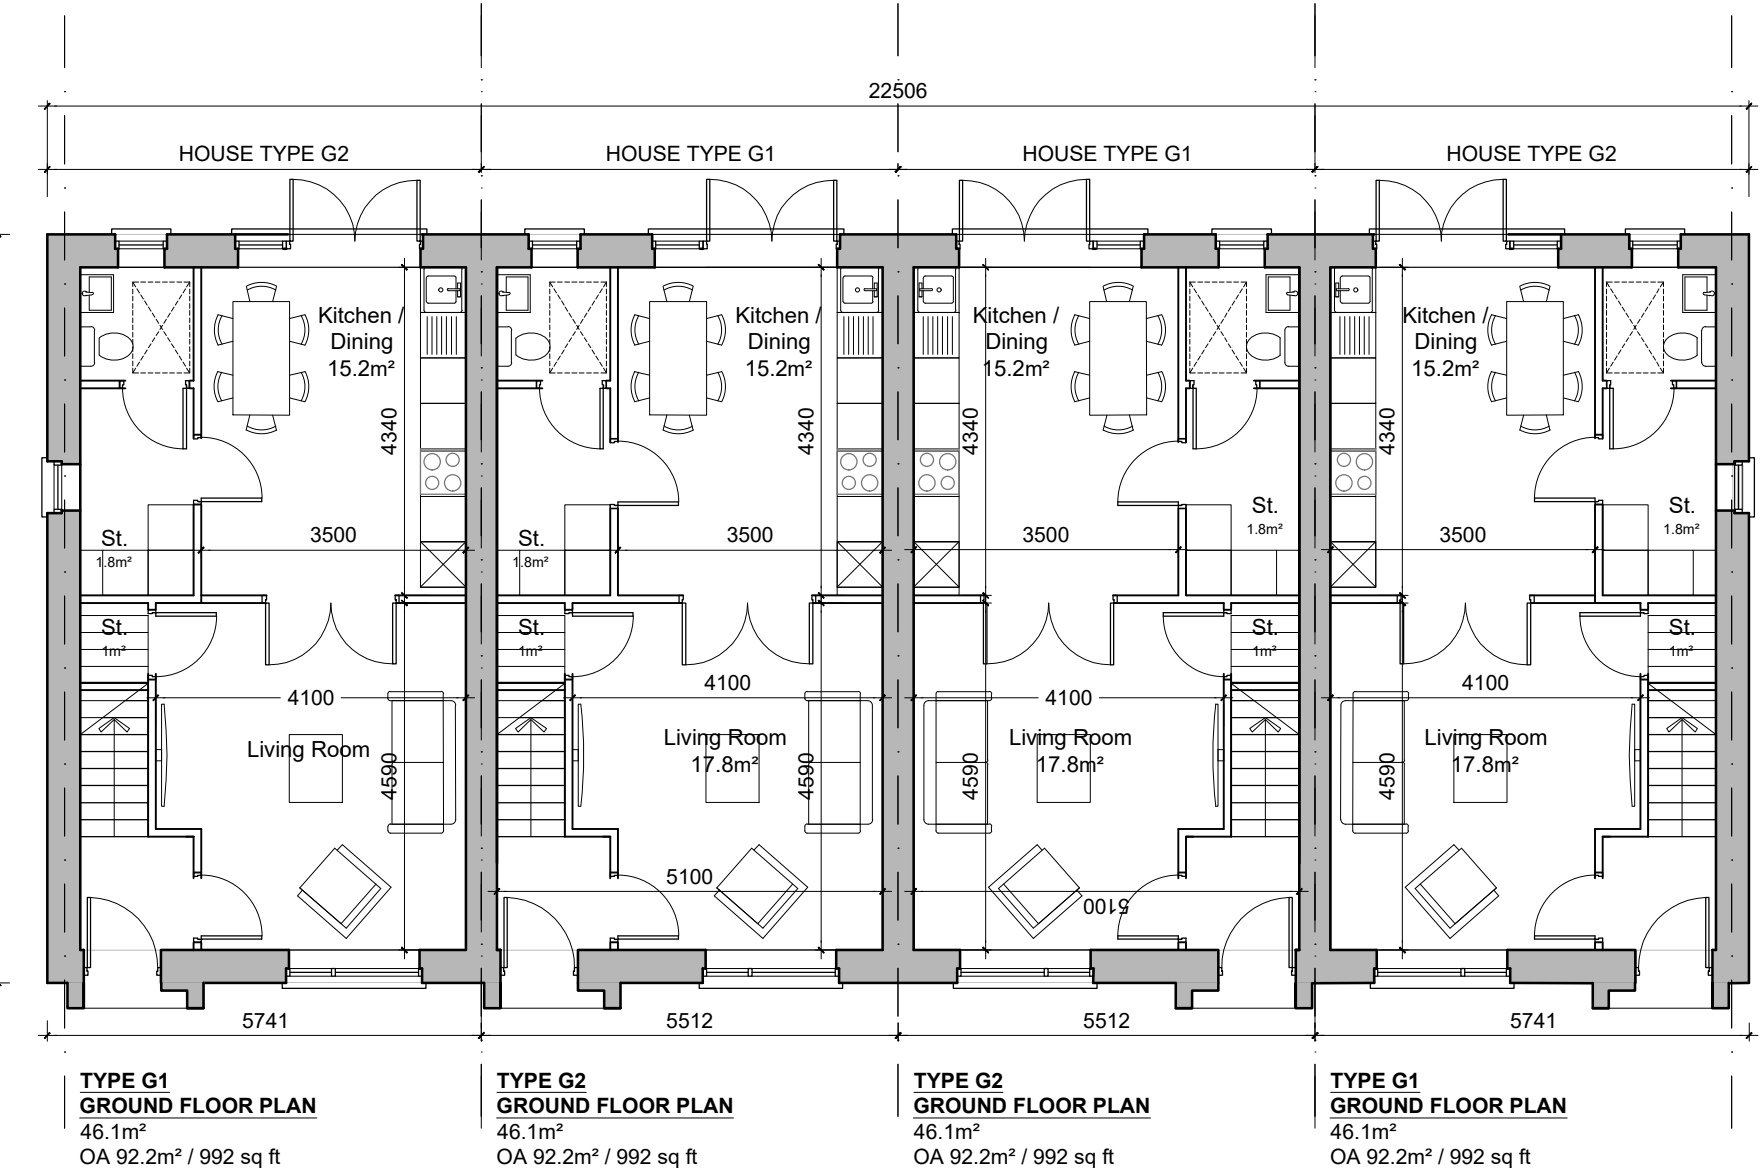 22506
HOUSE TYPE G2
HOUSE TYPE G1
HOUSE TYPE G1
HOUSE TYPE G2
Kitchen /
Dining
15.2m²
Kitchen /
Dining
15.2m²
Kitchen /
Dining
15.2m²
Kitchen /
Dining
15.2m²
4340
4340
4340
4340
St.
1.8m²
St.
1.8m²
St.
1.8m²
St.
1.8m²
3500
3500
3500
3500
St.
1m²
St.
1m²
St.
1m²
St.
1m²
4100
4100
4100
4100
Living Room
Living Room
17.8m²
Living Room
17.8m²
Living Room
17.8m²
4590
4590
4590
4590
5100
5100
5741
5512
5512
5741
TYPE G1
GROUND FLOOR PLAN
46.1m²
OA 92.2m² / 992 sq ft
TYPE G2
GROUND FLOOR PLAN
46.1m²
OA 92.2m² / 992 sq ft
TYPE G2
GROUND FLOOR PLAN
46.1m²
OA 92.2m² / 992 sq ft
TYPE G1
GROUND FLOOR PLAN
46.1m²
OA 92.2m² / 992 sq ft